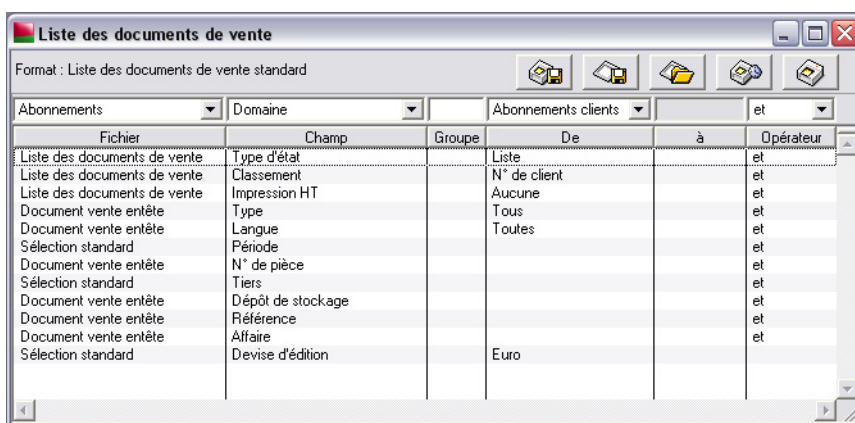 Liste des documents de vente
Format : Liste des documents de vente standard
Abonnements Domaine Abonnements clients et
Fichier Champ Groupe De à Opérateur
Liste des documents de vente Type d'état Liste et
Liste des documents de vente Classement N° de client et
Liste des documents de vente Impression HT Aucune et
Document vente entête Type Tous et
Document vente entête Langue Toutes et
Sélection standard Période et
Document vente entête N° de pièce et
Sélection standard Tiers et
Document vente entête Dépôt de stockage et
Document vente entête Référence et
Document vente entête Affaire et
Sélection standard Devise d'édition Euro